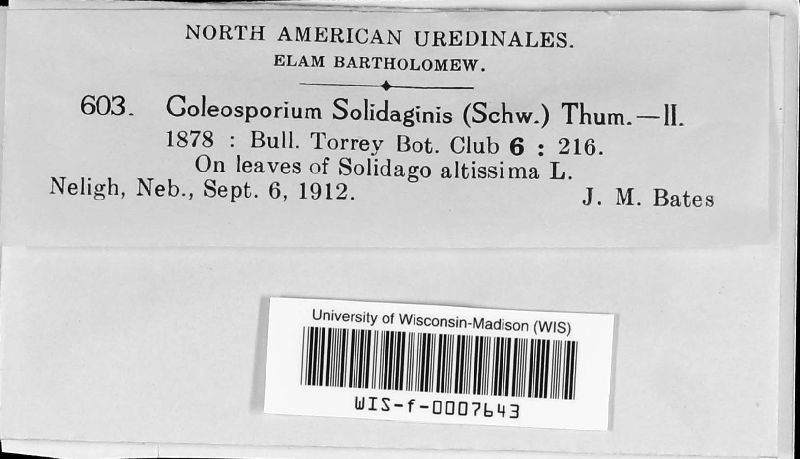 NORTH AMERICAN UREDINALES.
ELAM BARTHOLOMEW.
603. Coleosporium Solidaginis (Schw.) Thum.—II.
1878 : Bull. Torrey Bot. Club 6 : 216.
On leaves of Solidago altissima L.
Neligh, Neb., Sept. 6, 1912. J. M. Bates
University of Wisconsin-Madison (WIS)
WIS-f-0007643